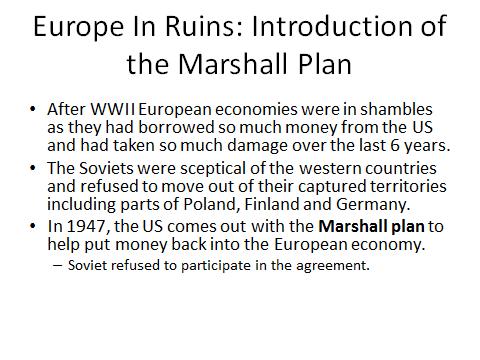 Europe In Ruins: Introduction of
the Marshall Plan
• After WWII European economies were in shambles
as they had borrowed so much money from the US
and had taken so much damage over the last 6 years.
• The Soviets were sceptical of the western countries
and refused to move out of their captured territories
including parts of Poland, Finland and Germany.
• In 1947, the US comes out with the Marshall plan to
help put money back into the European economy.
– Soviet refused to participate in the agreement.